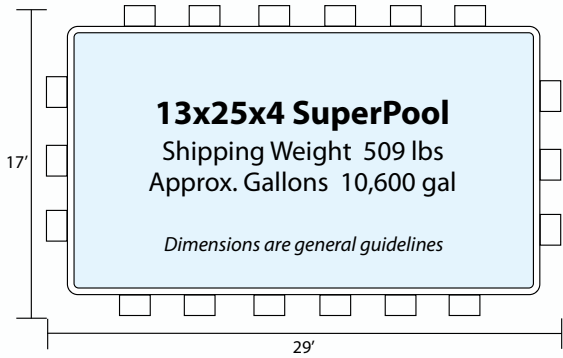 13x25x4 SuperPool
Shipping Weight 509 lbs
Approx. Gallons 10,600 gal
17'
Dimensions are general guidelines
29'